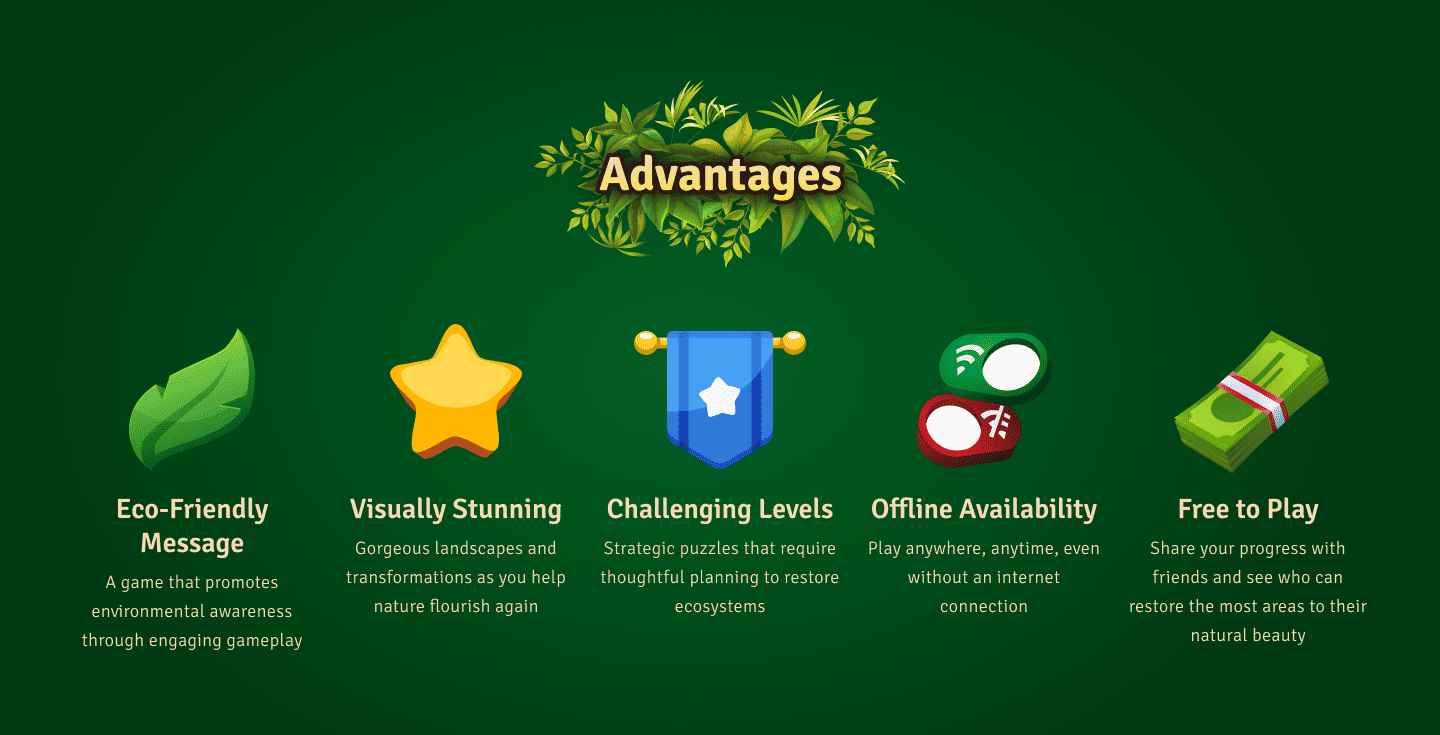 Advantages
Eco-Friendly
Message
A game that promotes
environmental awareness
through engaging gameplay
Visually Stunning
Gorgeous landscapes and
transformations as you help
nature flourish again
Challenging Levels
Strategic puzzles that require
thoughtful planning to restore
ecosystems
Offline Availability
Play anywhere, anytime, even
without an internet
connection
Free to Play
Share your progress with
friends and see who can
restore the most areas to their
natural beauty